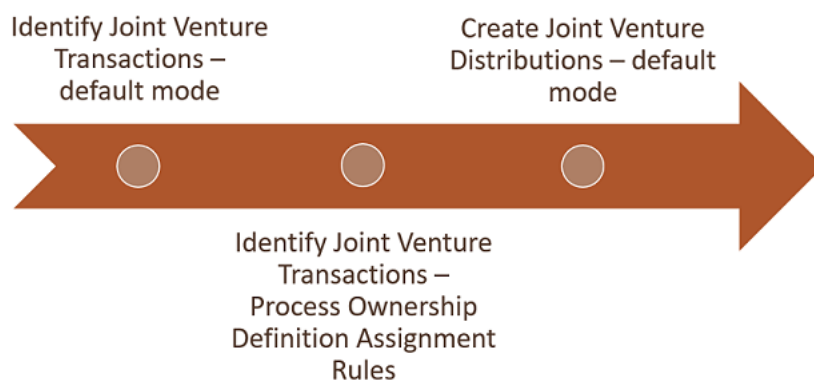 Identify Joint Venture
Transactions –
default mode
Identify Joint Venture
Transactions –
Process Ownership
Definition Assignment
Rules
Create Joint Venture
Distributions – default
mode